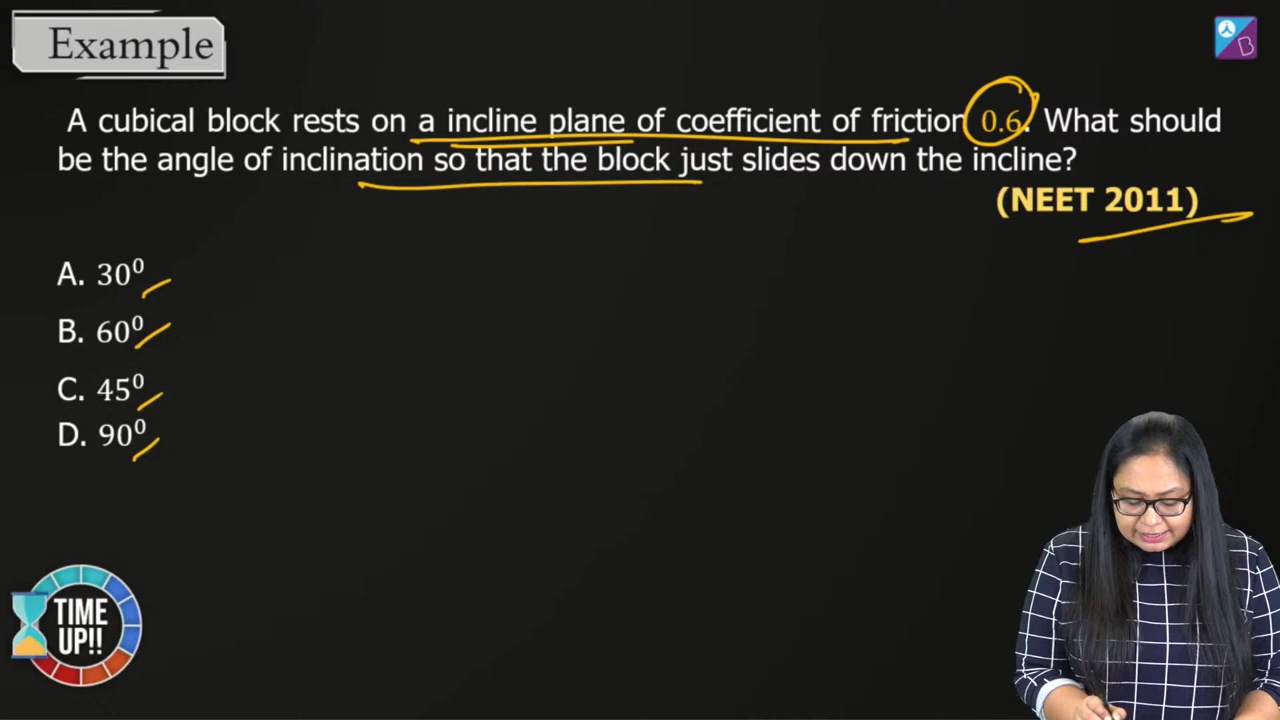 Example
A cubical block rests on a incline plane of coefficient of friction 0.6. What should
be the angle of inclination so that the block just slides down the incline?
(NEET 2011)
A. 30⁰
B. 60⁰
C. 45⁰
D. 90⁰
TIME
UP!!
B